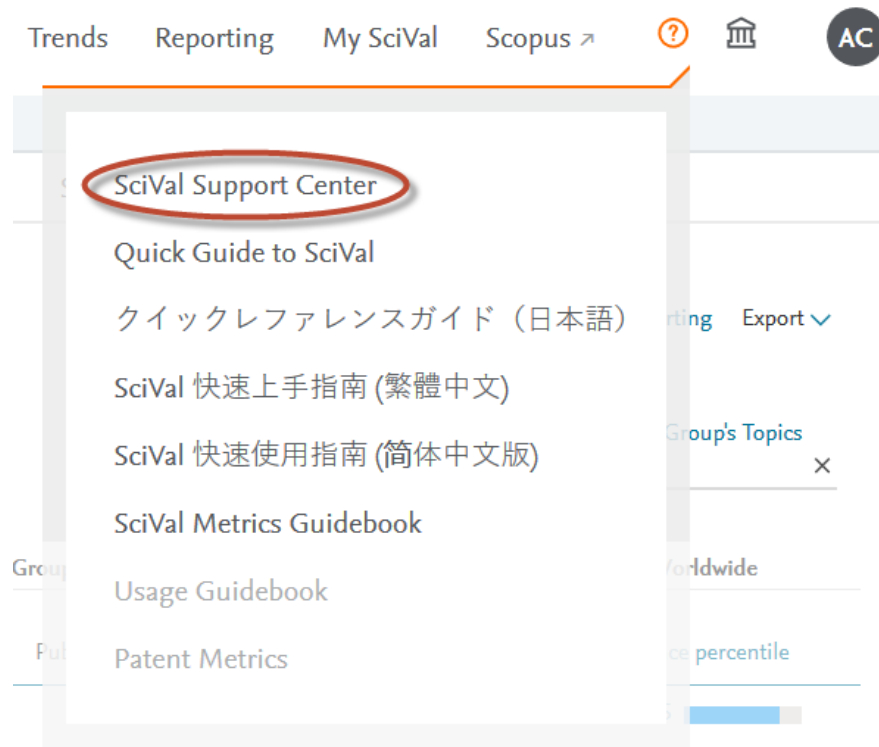 Trends Reporting My SciVal Scopus ↗ ? AC
SciVal Support Center
Quick Guide to SciVal
クイックレファレンスガイド（日本語）
rting Export
SciVal 快速上手指南 (繁體中文)
Group's Topics
SciVal 快速使用指南 (简体中文版)
SciVal Metrics Guidebook
Grou orldwide
Usage Guidebook
Pub ce percentile
Patent Metrics